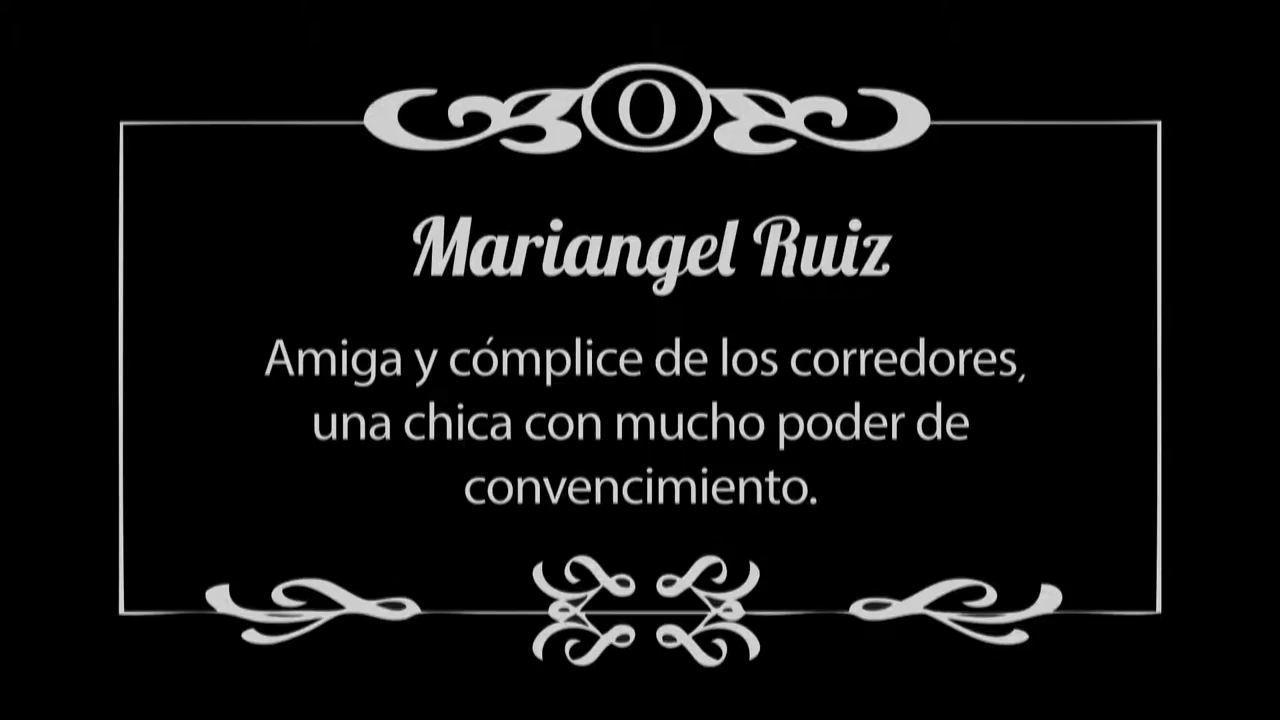 O
Mariangel Ruiz
Amiga y cómplice de los corredores,
una chica con mucho poder de
convencimiento.